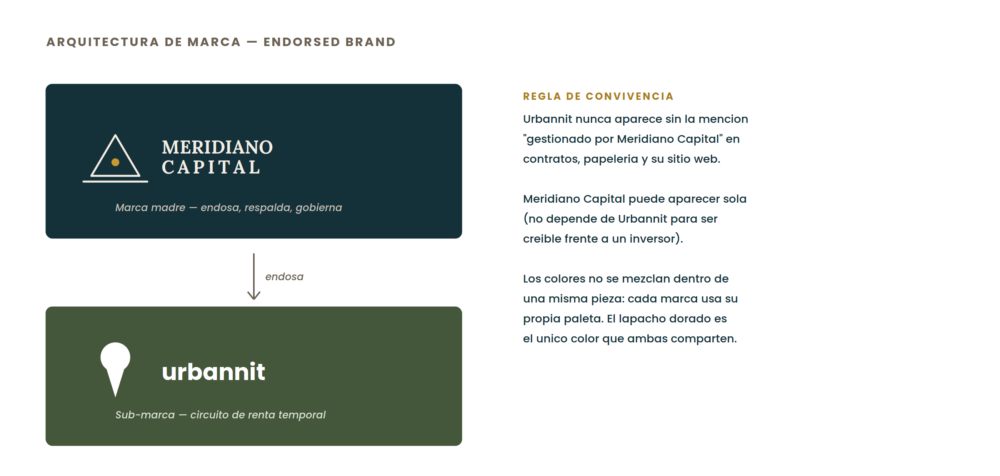 ARQUITECTURA DE MARCA — ENDORSED BRAND
MERIDIANO
CAPITAL
Marca madre — endosa, respalda, gobierna
endosa
urbannit
Sub-marca — circuito de renta temporal
REGLA DE CONVIVENCIA
Urbannit nunca aparece sin la mencion
"gestionado por Meridiano Capital" en
contratos, papeleria y su sitio web.
Meridiano Capital puede aparecer sola
(no depende de Urbannit para ser
creible frente a un inversor).
Los colores no se mezclan dentro de
una misma pieza: cada marca usa su
propia paleta. El lapacho dorado es
el unico color que ambas comparten.